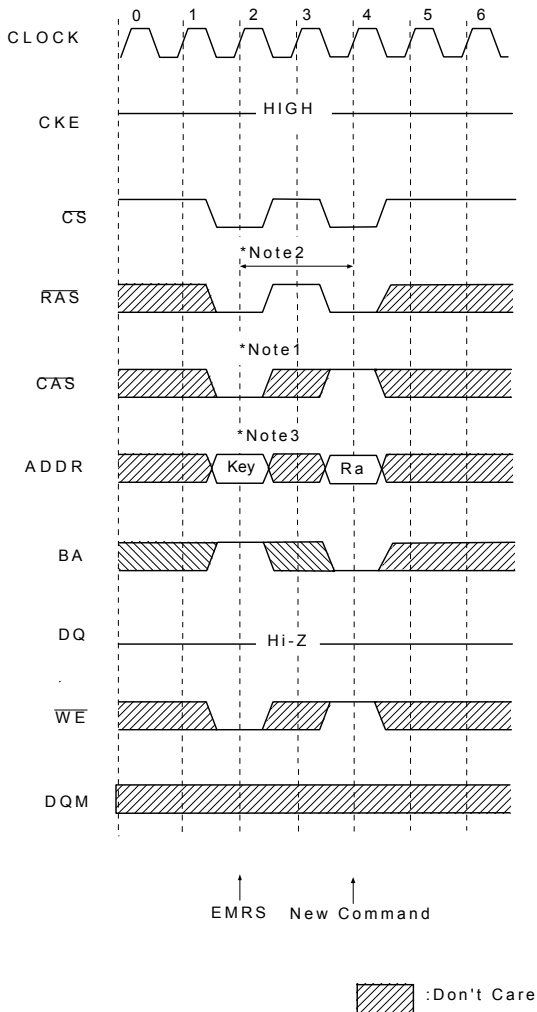 0 1 2 3 4 5 6
CLOCK
HIGH
CKE
CS
*Note2
RAS
*Note1
CAS
*Note3
ADDR Key Ra
BA
DQ Hi-Z
WE
DQM
EMRS New Command
:Don't Care